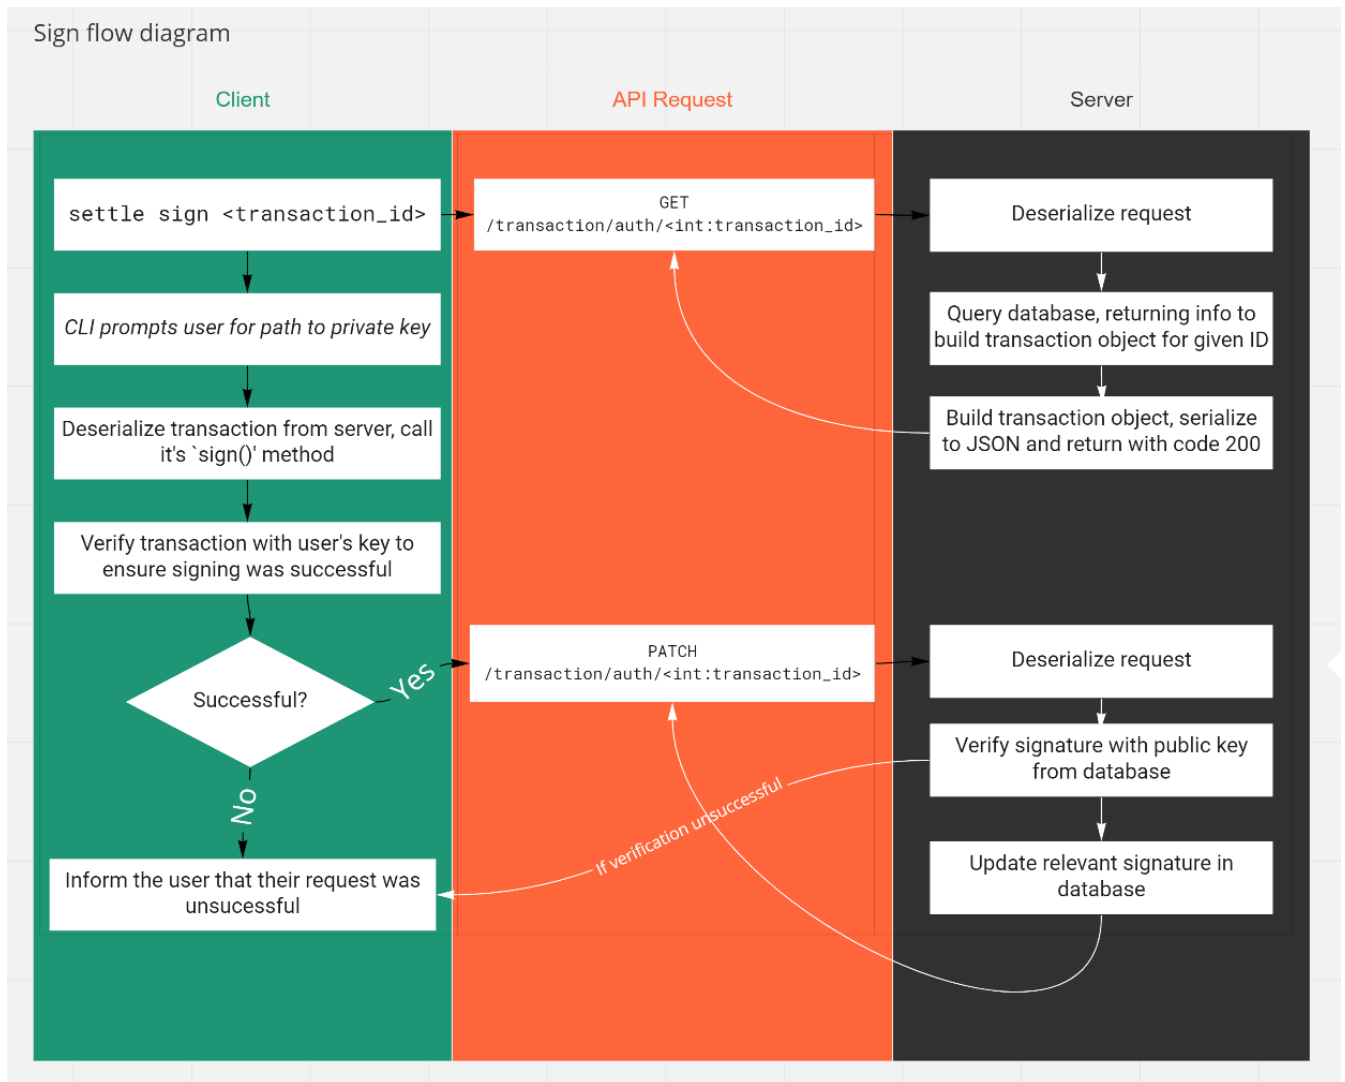 Sign flow diagram
Client
API Request
Server
settle sign <transaction_id>
GET
/transaction/auth/<int:transaction_id>
Deserialize request
CLI prompts user for path to private key
Query database, returning info to
build transaction object for given ID
Deserialize transaction from server, call
it's `sign()' method
Build transaction object, serialize
to JSON and return with code 200
Verify transaction with user's key to
ensure signing was successful
Successful?
Yes
PATCH
/transaction/auth/<int:transaction_id>
Deserialize request
Verify signature with public key
from database
No
If verification unsuccessful
Inform the user that their request was
unsucessful
Update relevant signature in
database